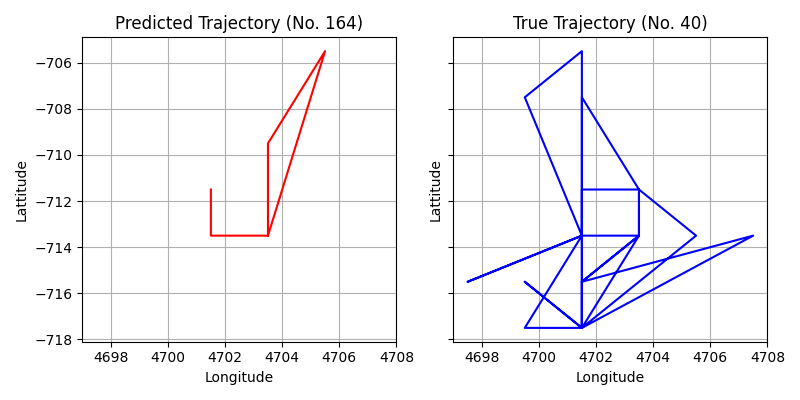 Predicted Trajectory (No. 164)
True Trajectory (No. 40)
Lattitude
−706
−708
−710
−712
−714
−716
−718
4698 4700 4702 4704 4706 4708
Longitude
Lattitude
4698 4700 4702 4704 4706 4708
Longitude